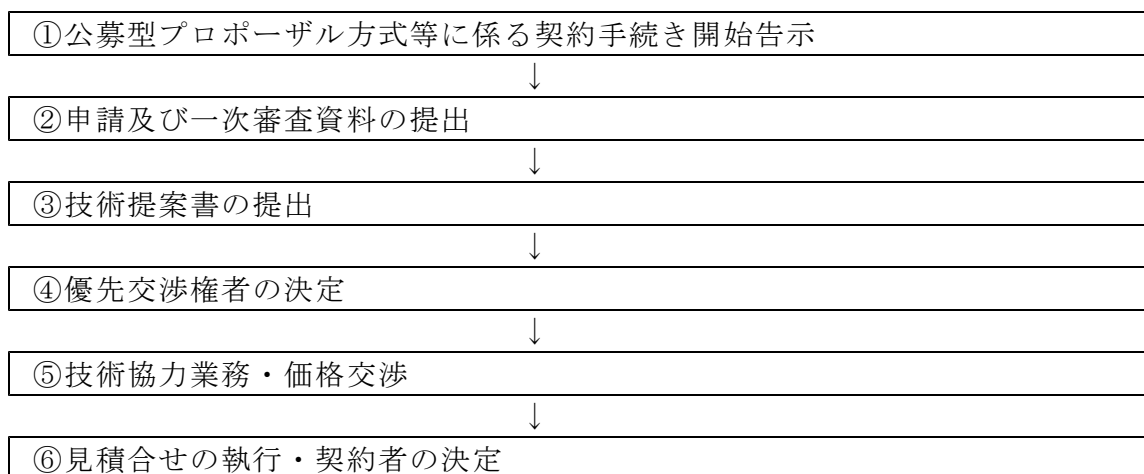 ①公募型プロポーザル方式等に係る契約手続き開始告示
↓
②申請及び一次審査資料の提出
↓
③技術提案書の提出
↓
④優先交渉権者の決定
↓
⑤技術協力業務・価格交渉
↓
⑥見積合せの執行・契約者の決定